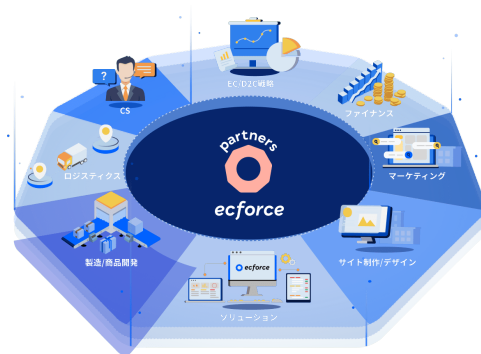 EC/D2C戦略
?
CS
ファイナンス
partners
ロジスティクス
マーケティング
ecforce
製造/商品開発
サイト制作/デザイン
ecforce
ソリューション